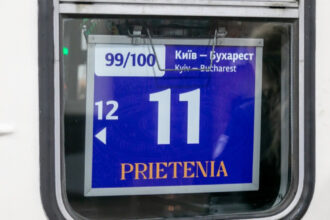 99/100 Київ - Бухарест
Kyiv - Bucharest
12
11
PRIETENIA